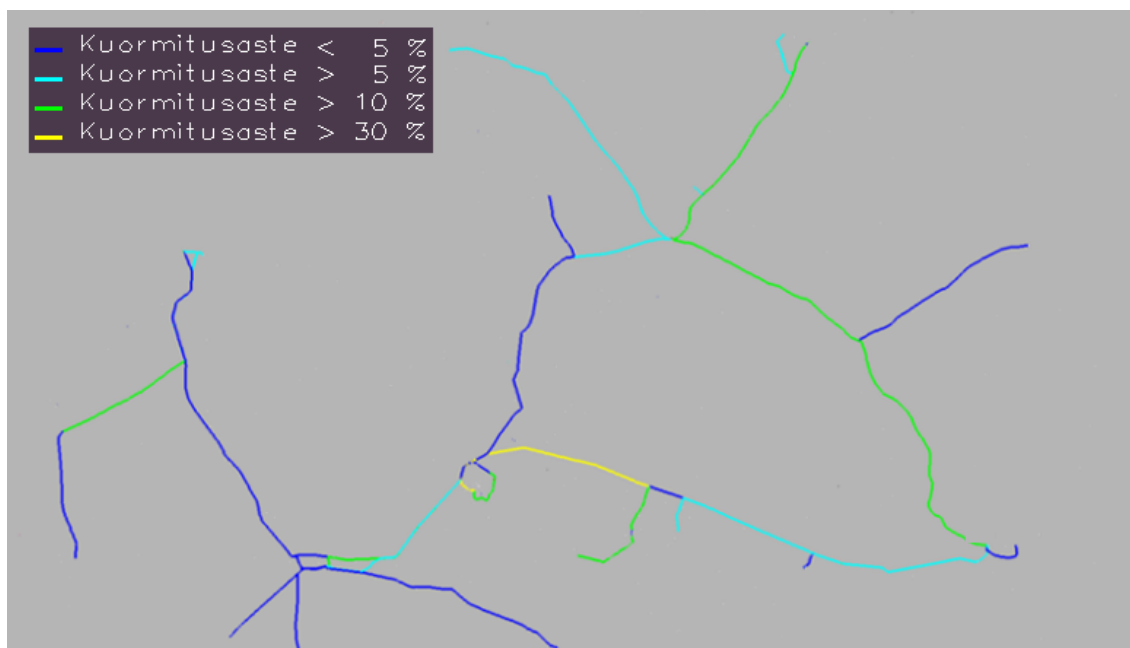 Kuormitusaste < 5 %
Kuormitusaste > 5 %
Kuormitusaste > 10 %
Kuormitusaste > 30 %